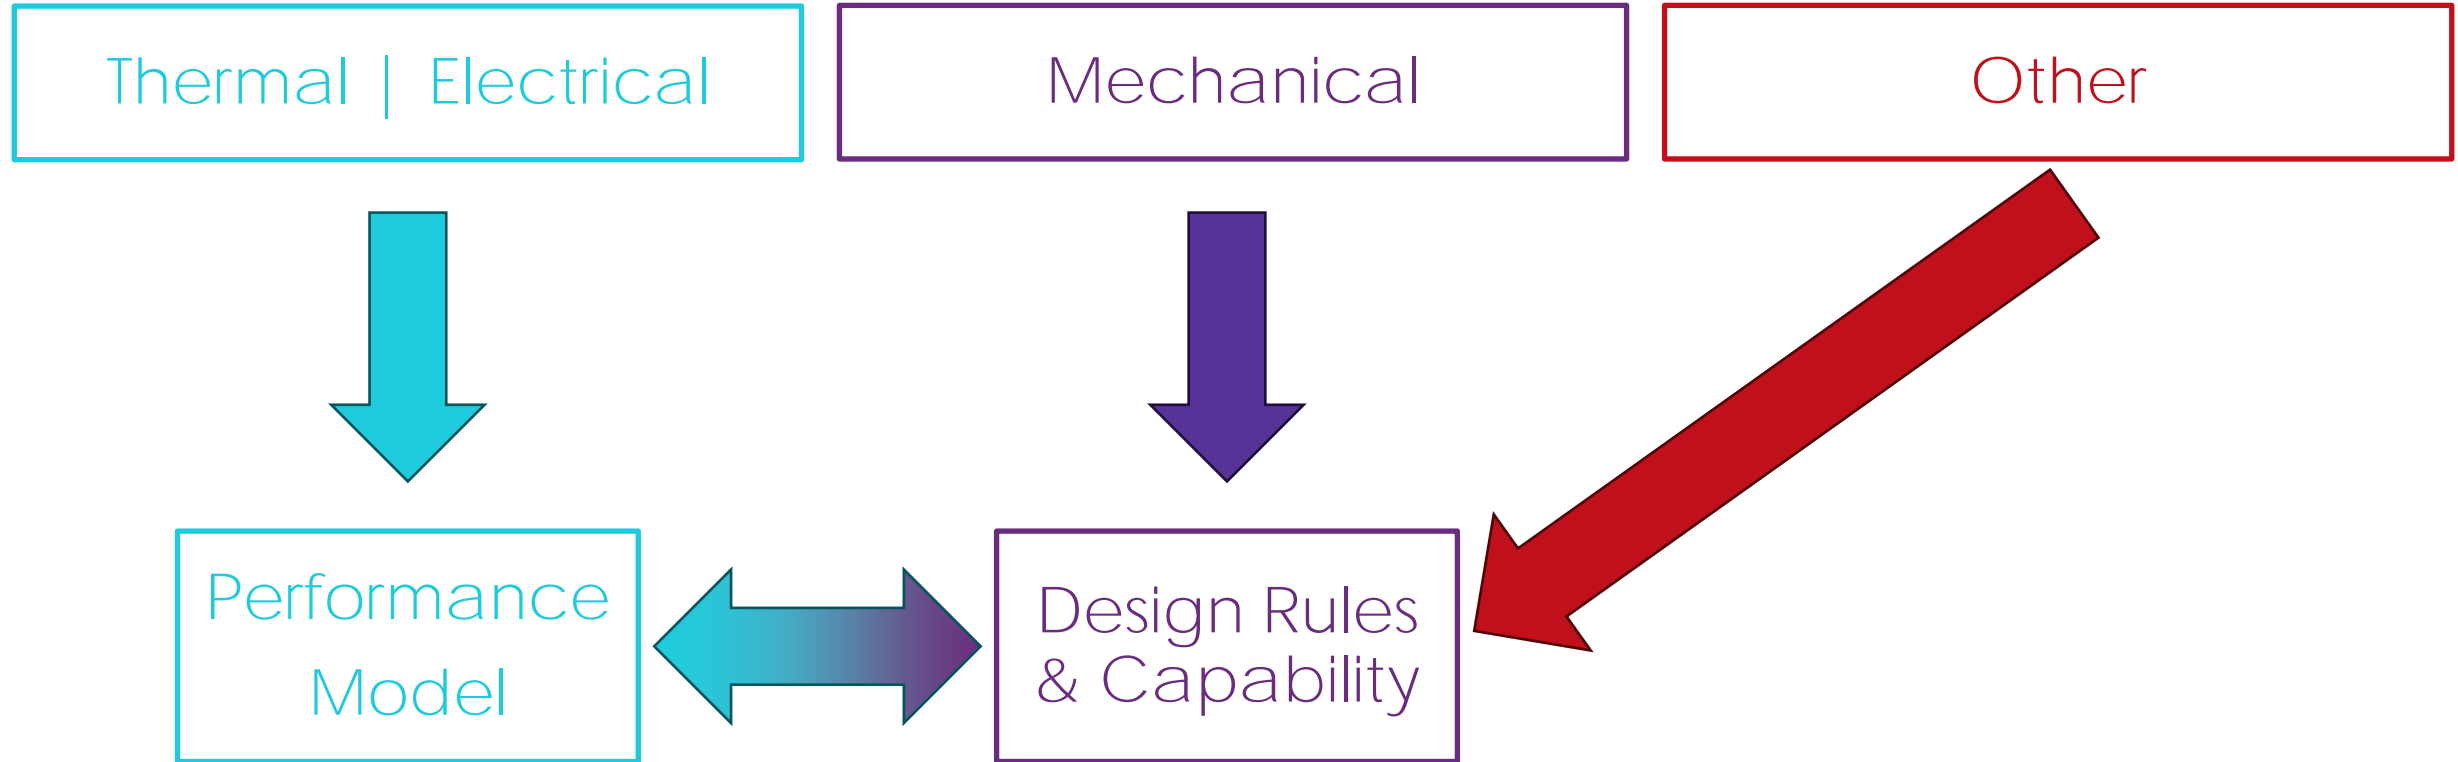 Thermal | Electrical
Mechanical
Other
Performance
Model
Design Rules
& Capability